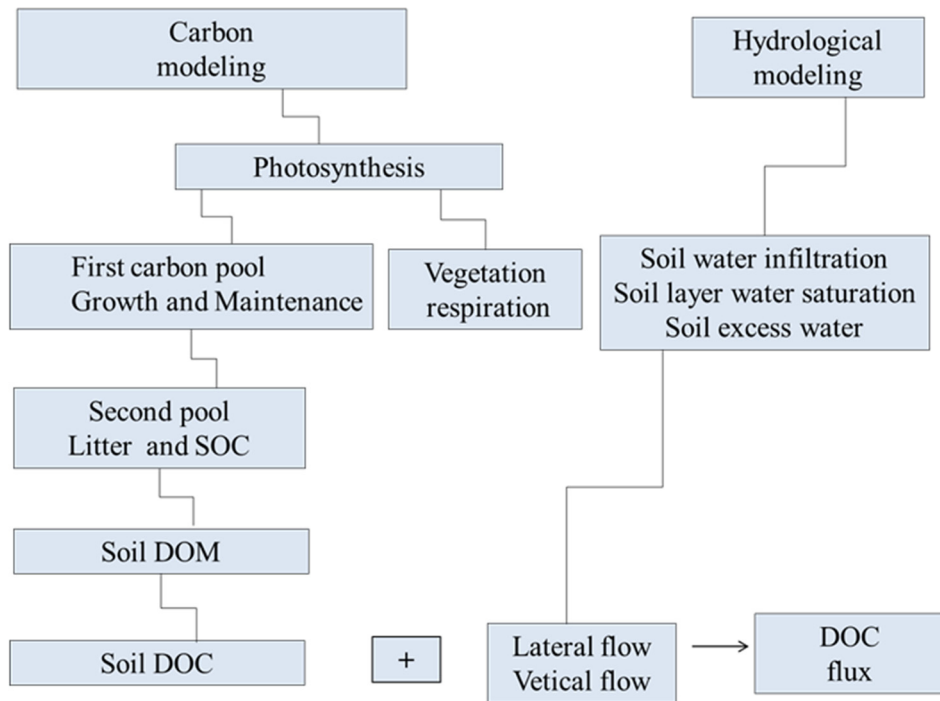 Carbon
modeling
Hydrological
modeling
Photosynthesis
First carbon pool
Growth and Maintenance
Vegetation
respiration
Soil water infiltration
Soil layer water saturation
Soil excess water
Second pool
Litter and SOC
Soil DOM
Soil DOC
+
Lateral flow
Vetical flow
DOC
flux